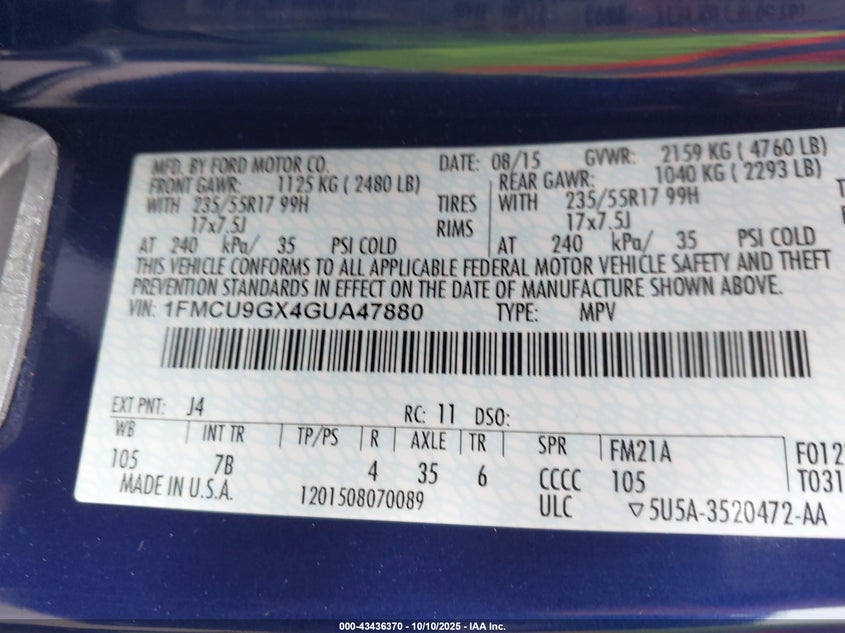 MFD. BY FORD MOTOR CO. DATE: 08/15 GVWR: 2159 KG ( 4760 LB)
FRONT GAWR: 1125 KG ( 2480 LB) REAR GAWR: 1040 KG ( 2293 LB)
WITH 235/55R17 99H TIRES WITH 235/55R17 99H
17x7.5J RIMS 17x7.5J
AT 240 kPa/ 35 PSI COLD AT 240 kPa/ 35 PSI COLD
THIS VEHICLE CONFORMS TO ALL APPLICABLE FEDERAL MOTOR VEHICLE SAFETY AND THEFT
PREVENTION STANDARDS IN EFFECT ON THE DATE OF MANUFACTURE SHOWN ABOVE.
VIN: 1FMCU9GX4GUA47880 TYPE: MPV
EXT PNT: J4 RC: 11 DSO:
WB INT TR TP/PS R AXLE TR SPR FM21A F012
105 7B 4 35 6 CCCC 105 T031
MADE IN U.S.A. 1201508070089 ULC ▽5U5A-3520472-AA
000-43436370 - 10/10/2025 - IAA Inc.